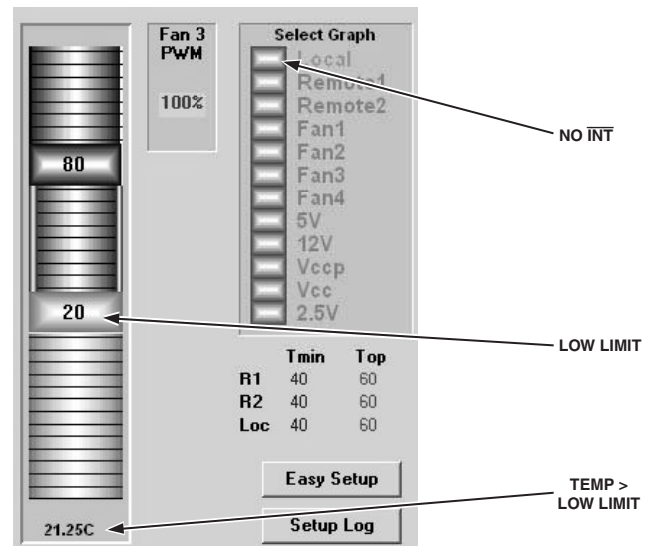 Fan 3
PWM
100%
80
20
21.25C
Select Graph
Local
Remote1
Remote2
Fan1
Fan2
Fan3
Fan4
5V
12V
Vccp
Vcc
2.5V
Tmin Top
R1 40 60
R2 40 60
Loc 40 60
Easy Setup
Setup Log
NO I̅N̅T̅
LOW LIMIT
TEMP >
LOW LIMIT